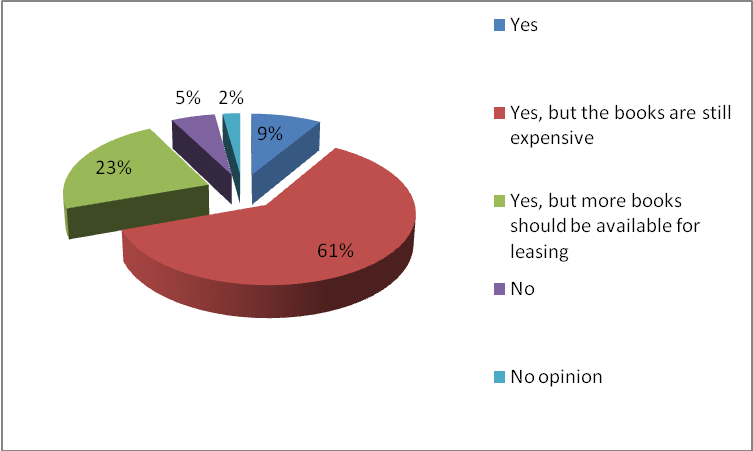 Yes
5%
2%
9%
Yes, but the books are still
expensive
23%
Yes, but more books
should be available for
leasing
61%
No
No opinion